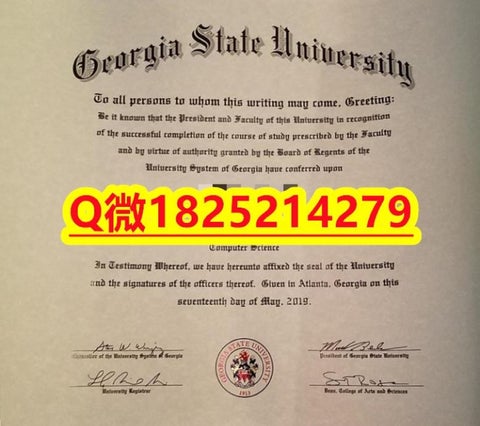 Georgia State University
To all persons to whom this writing may come, Greeting:
Be it known that the President and Faculty of this University in recognition
of the successful completion of the course of study prescribed by the Faculty
and by virtue of authority granted by the Board of Regents of the
University System of Georgia have conferred upon
Q微1825214279
Computer Science
In Testimony Whereof, we have hereunto affixed the seal of the University
and the signatures of the officers thereof. Given in Atlanta, Georgia on this
seventeenth day of May, 2019.
Chancellor of the University System of Georgia
President of Georgia State University
University Registrar
Dean, College of Arts and Sciences
GEORGIA STATE UNIVERSITY
1913